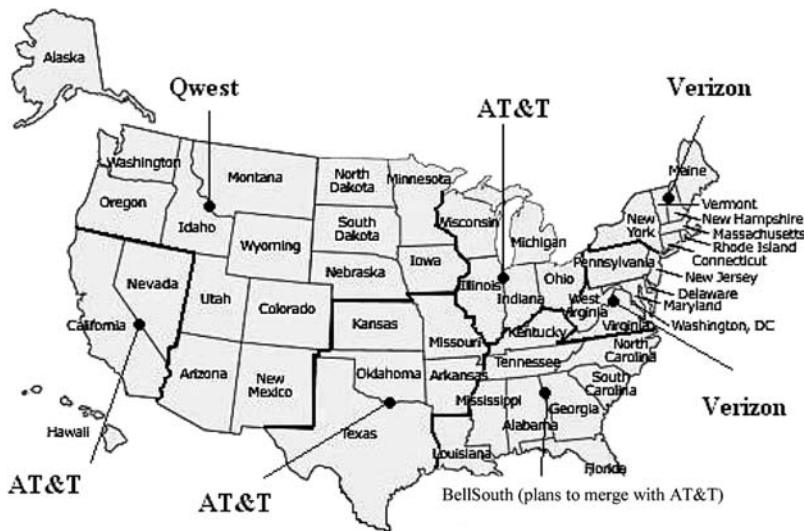 Alaska
Qwest
Verizon
AT&T
Washington
Montana
North
Dakota
Minnesota
Maine
Oregon
Idaho
South
Dakota
Wisconsin
Michigan
New
York
Vermont
New Hampshire
Massachusetts
Rhode Island
Connecticut
Wyoming
Iowa
Nebraska
Pennsylvania
New Jersey
Nevada
Utah
Colorado
Illinois
Indiana
Ohio
West
Virginia
Delaware
Maryland
Washington, DC
California
Kansas
Missouri
Kentucky
Virginia
North
Carolina
Tennessee
Arizona
New
Mexico
Oklahoma
Arkansas
South
Carolina
Mississippi
Alabama
Georgia
Verizon
Hawaii
Texas
Louisiana
Florida
AT&T
AT&T
BellSouth (plans to merge with AT&T)